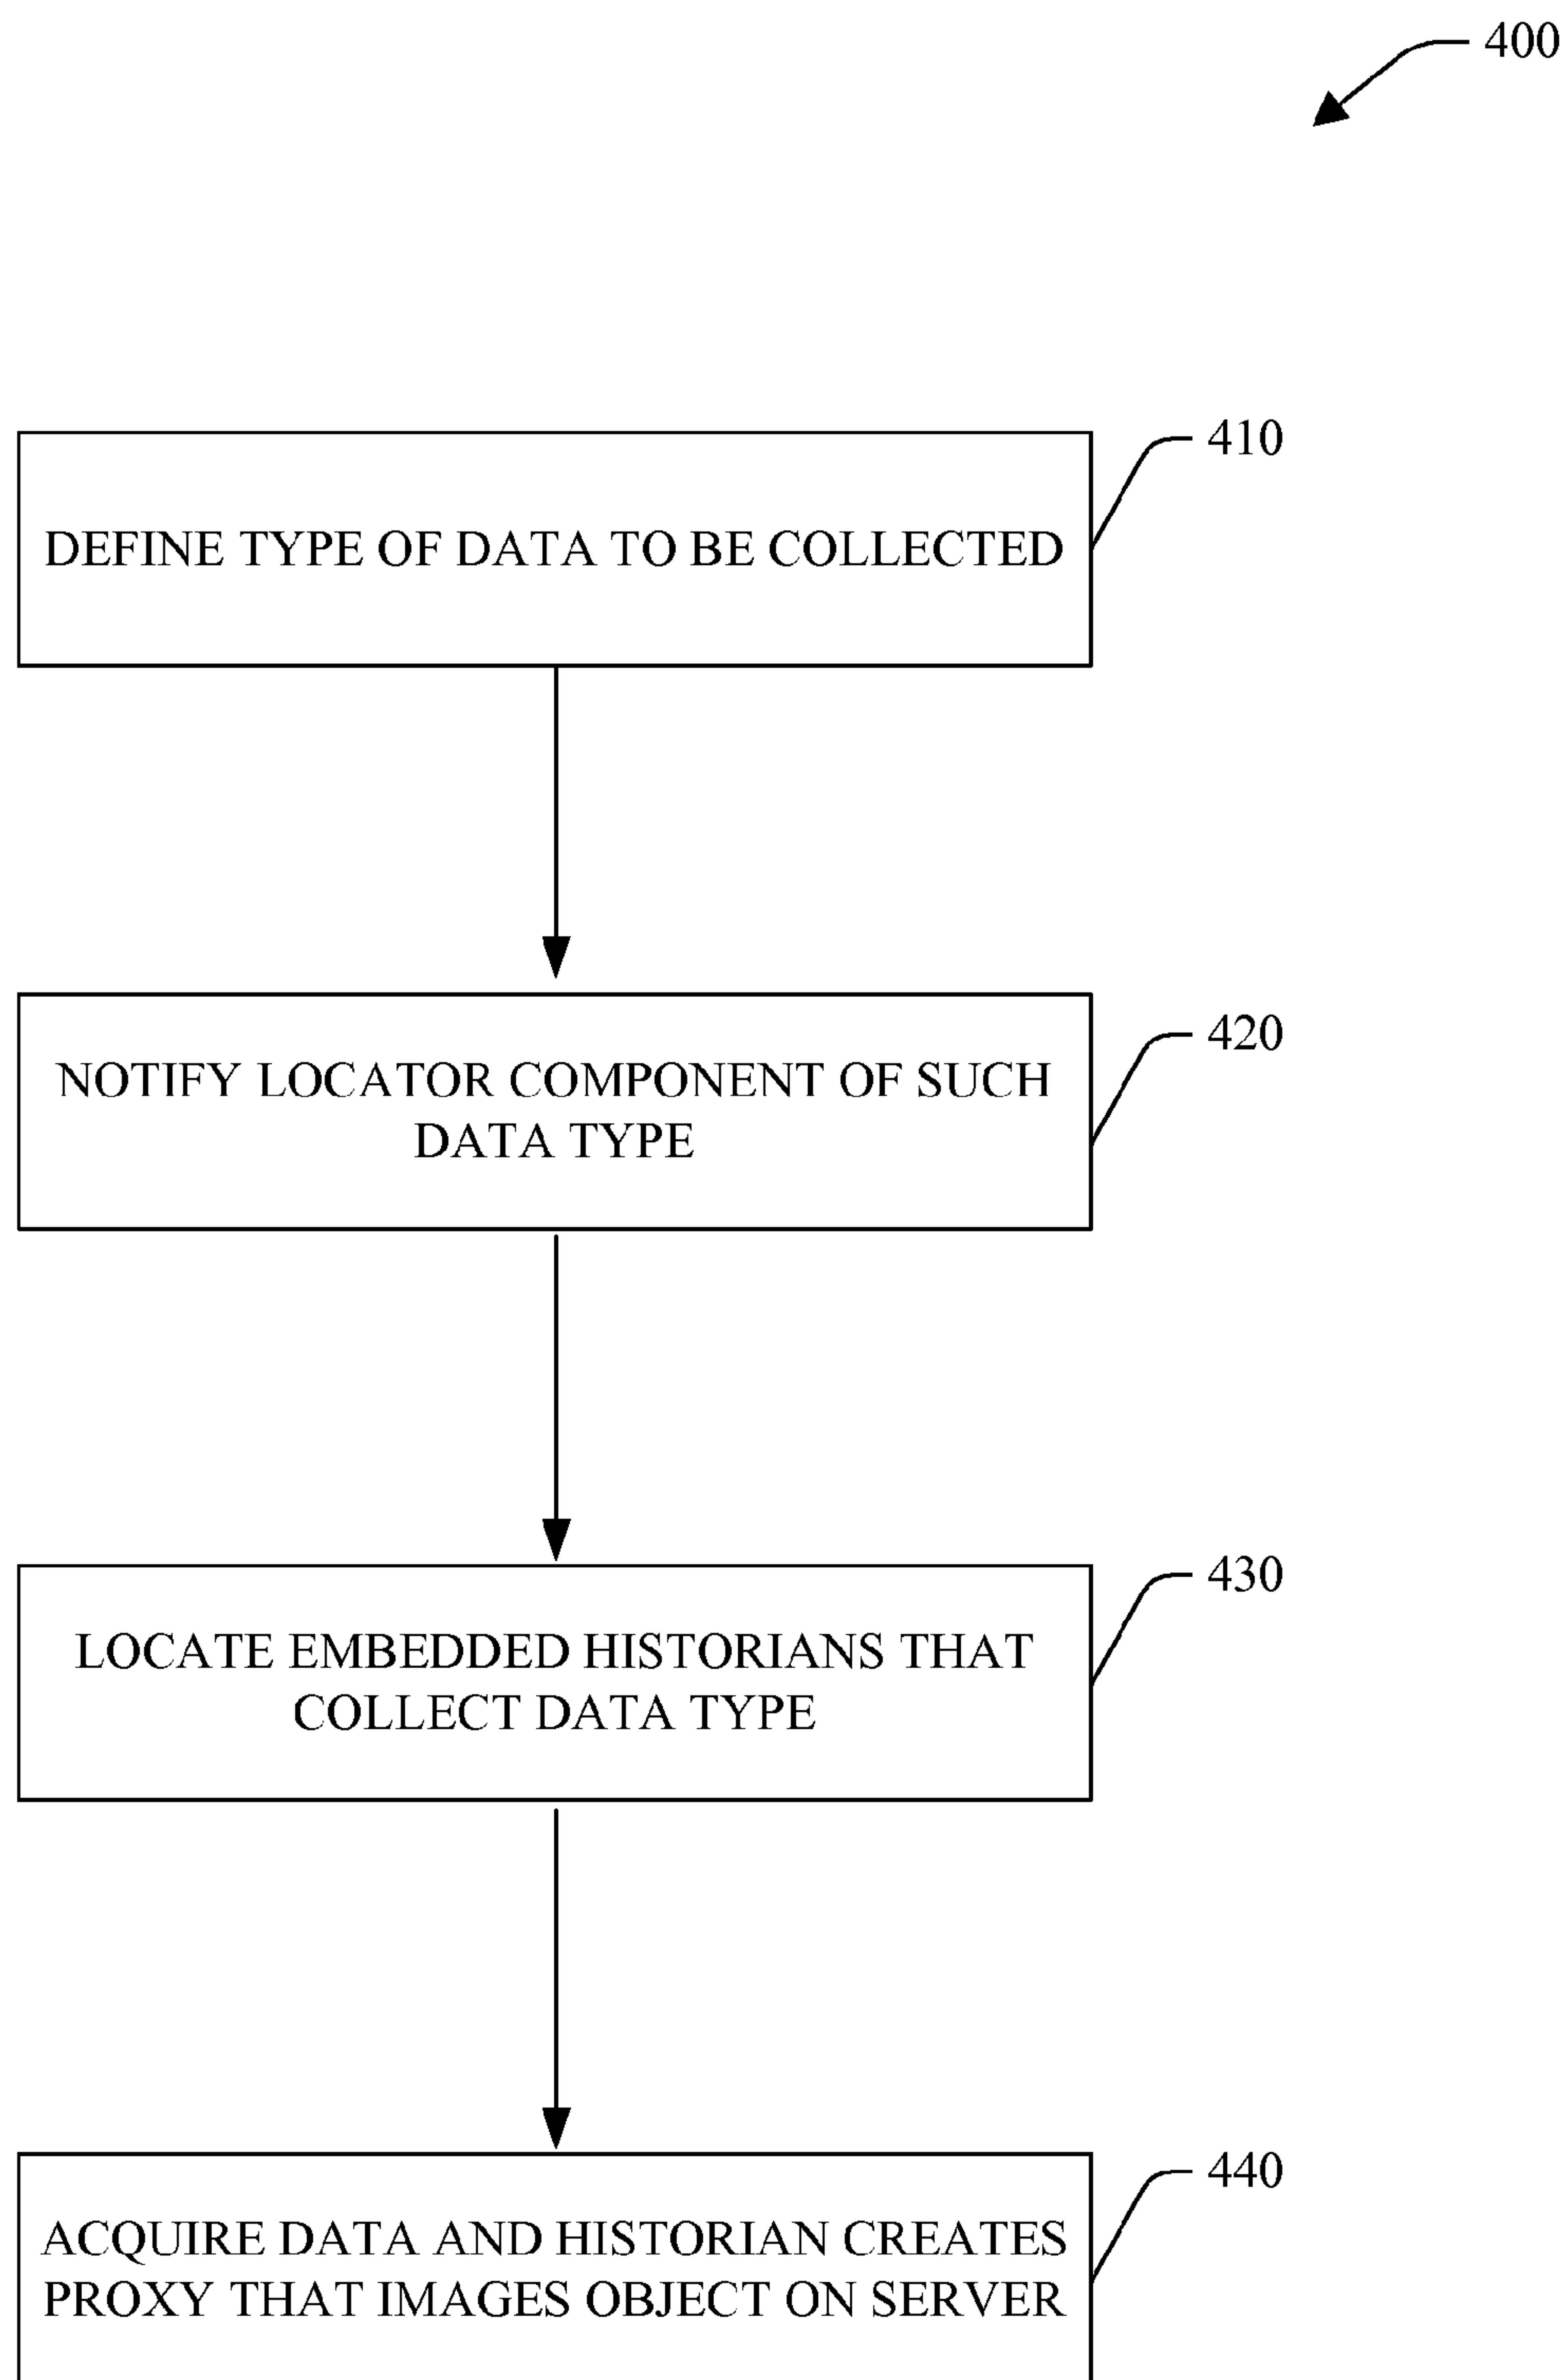 400
410
DEFINE TYPE OF DATA TO BE COLLECTED
420
NOTIFY LOCATOR COMPONENT OF SUCH
DATA TYPE
430
LOCATE EMBEDDED HISTORIANS THAT
COLLECT DATA TYPE
440
ACQUIRE DATA AND HISTORIAN CREATES
PROXY THAT IMAGES OBJECT ON SERVER